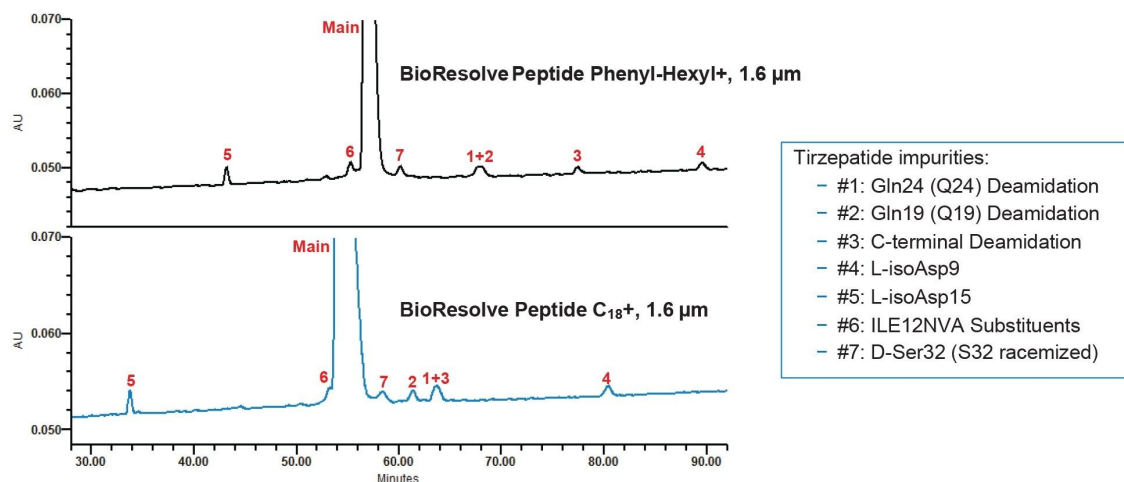 0.070
0.060
0.050
AU
Main
BioResolve Peptide Phenyl-Hexyl+, 1.6 µm
5
6
7
1+2
3
4
0.070
0.060
0.050
AU
Main
BioResolve Peptide C₁₈+, 1.6 µm
5
6
7
2
1+3
4
30.00 40.00 50.00 60.00 70.00 80.00 90.00
Minutes
Tirzepatide impurities:
– #1: Gln24 (Q24) Deamidation
– #2: Gln19 (Q19) Deamidation
– #3: C-terminal Deamidation
– #4: L-isoAsp9
– #5: L-isoAsp15
– #6: ILE12NVA Substituents
– #7: D-Ser32 (S32 racemized)